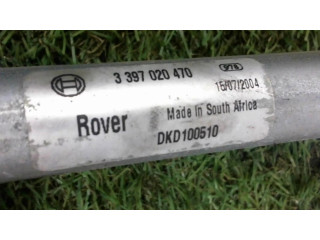 3 397 020 470
15/07/2004
Rover
Made in South Africa
DKD100510